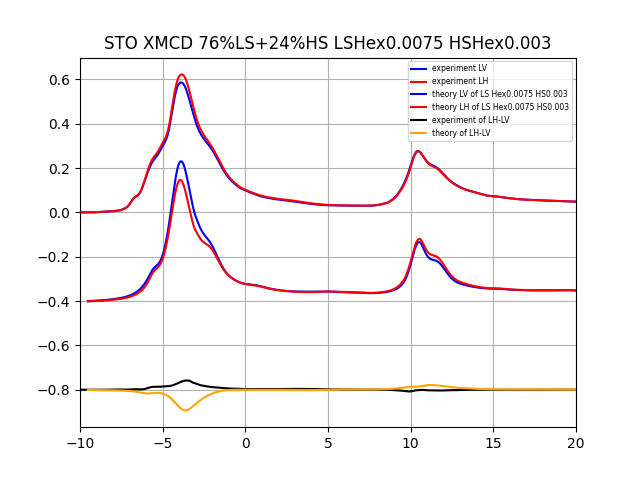 STO XMCD 76%LS+24%HS LSHex0.0075 HSHex0.003
experiment LV
experiment LH
theory LV of LS Hex0.0075 HS0.003
theory LH of LS Hex0.0075 HS0.003
experiment of LH-LV
theory of LH-LV
0.6
0.4
0.2
0.0
−0.2
−0.4
−0.6
−0.8
−10 −5 0 5 10 15 20